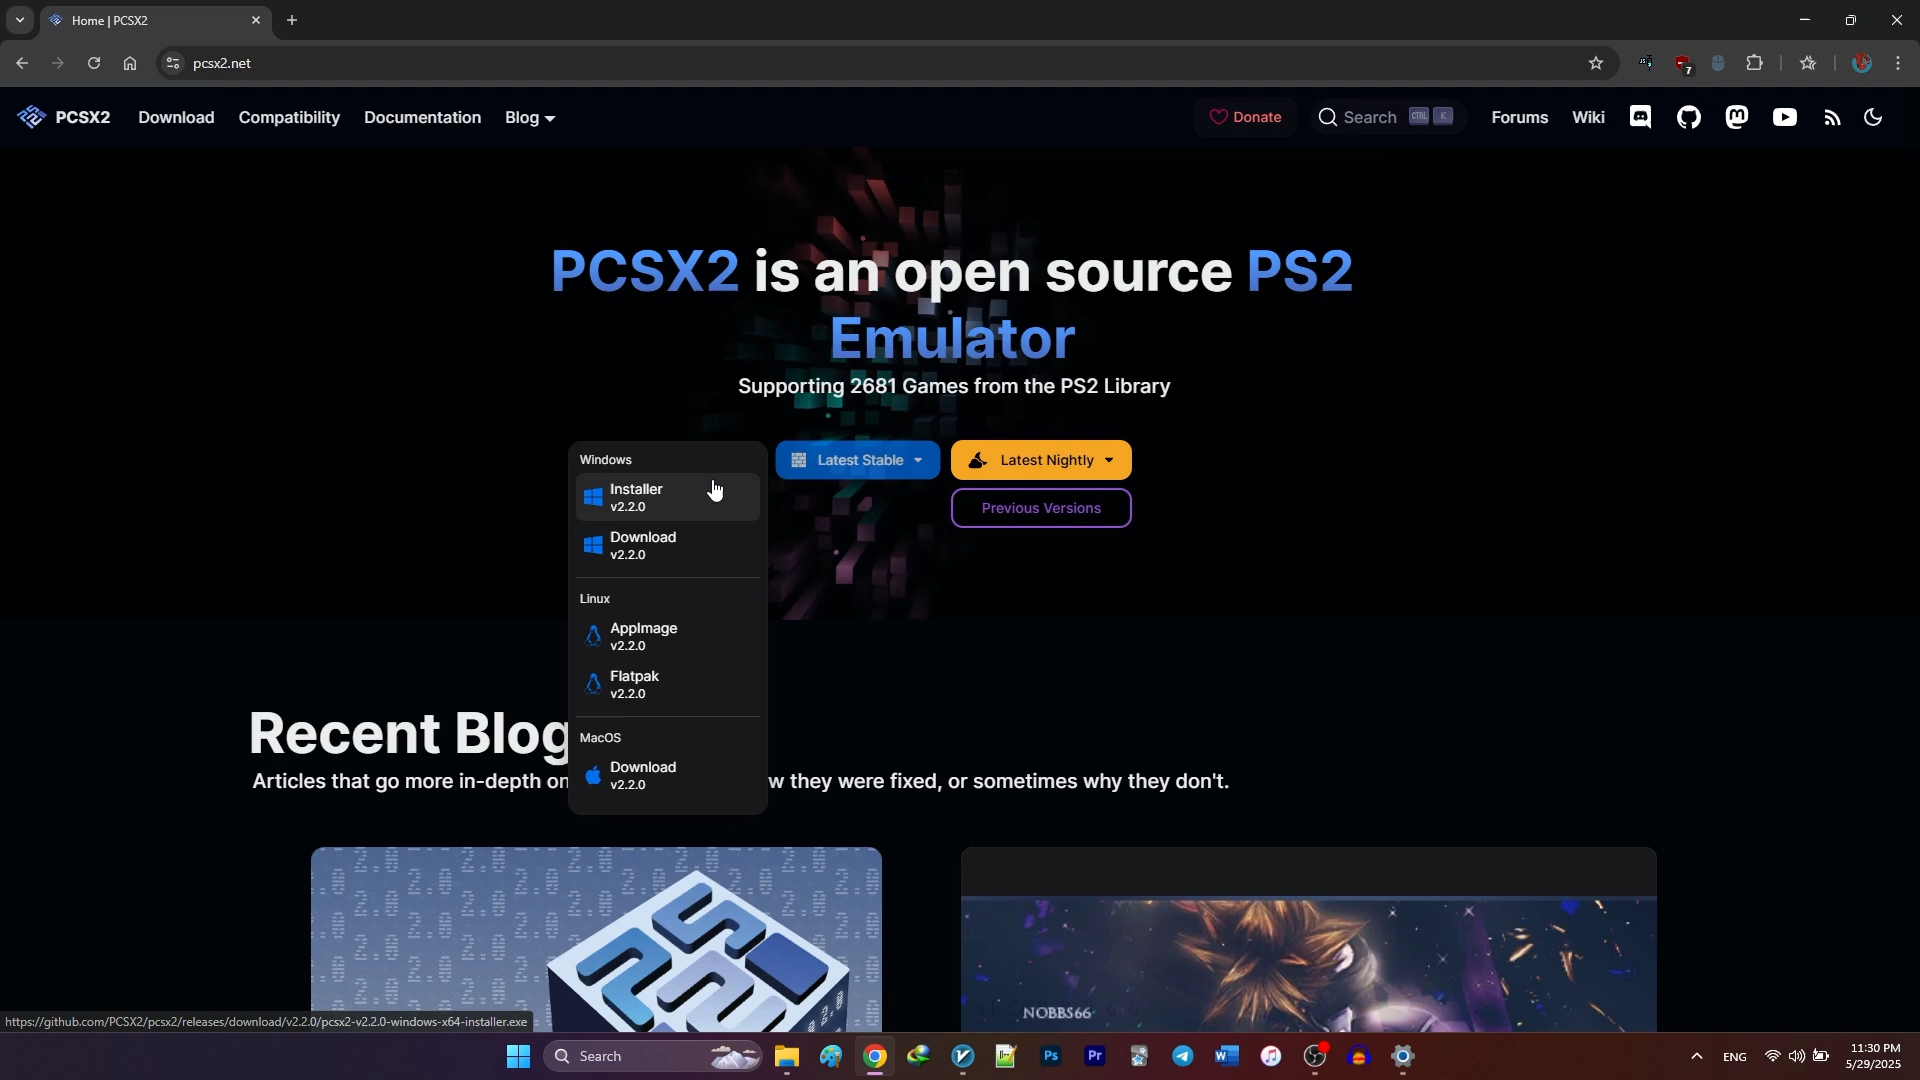 Home | PCSX2
pcsx2.net
7
PCSX2
Download
Compatibility
Documentation
Blog
Donate
Search
CTRL
K
Forums
Wiki
PCSX2 is an open source PS2
Emulator
Supporting 2681 Games from the PS2 Library
Latest Stable
Latest Nightly
Previous Versions
Windows
Installer
v2.2.0
Download
v2.2.0
Linux
AppImage
v2.2.0
Flatpak
v2.2.0
MacOS
Download
v2.2.0
Recent Blog
Articles that go more in-depth on
w they were fixed, or sometimes why they don't.
NOBBS66
https://github.com/PCSX2/pcsx2/releases/download/v2.2.0/pcsx2-v2.2.0-windows-x64-installer.exe
Search
Ps
Pr
ENG
11:30 PM
5/29/2025